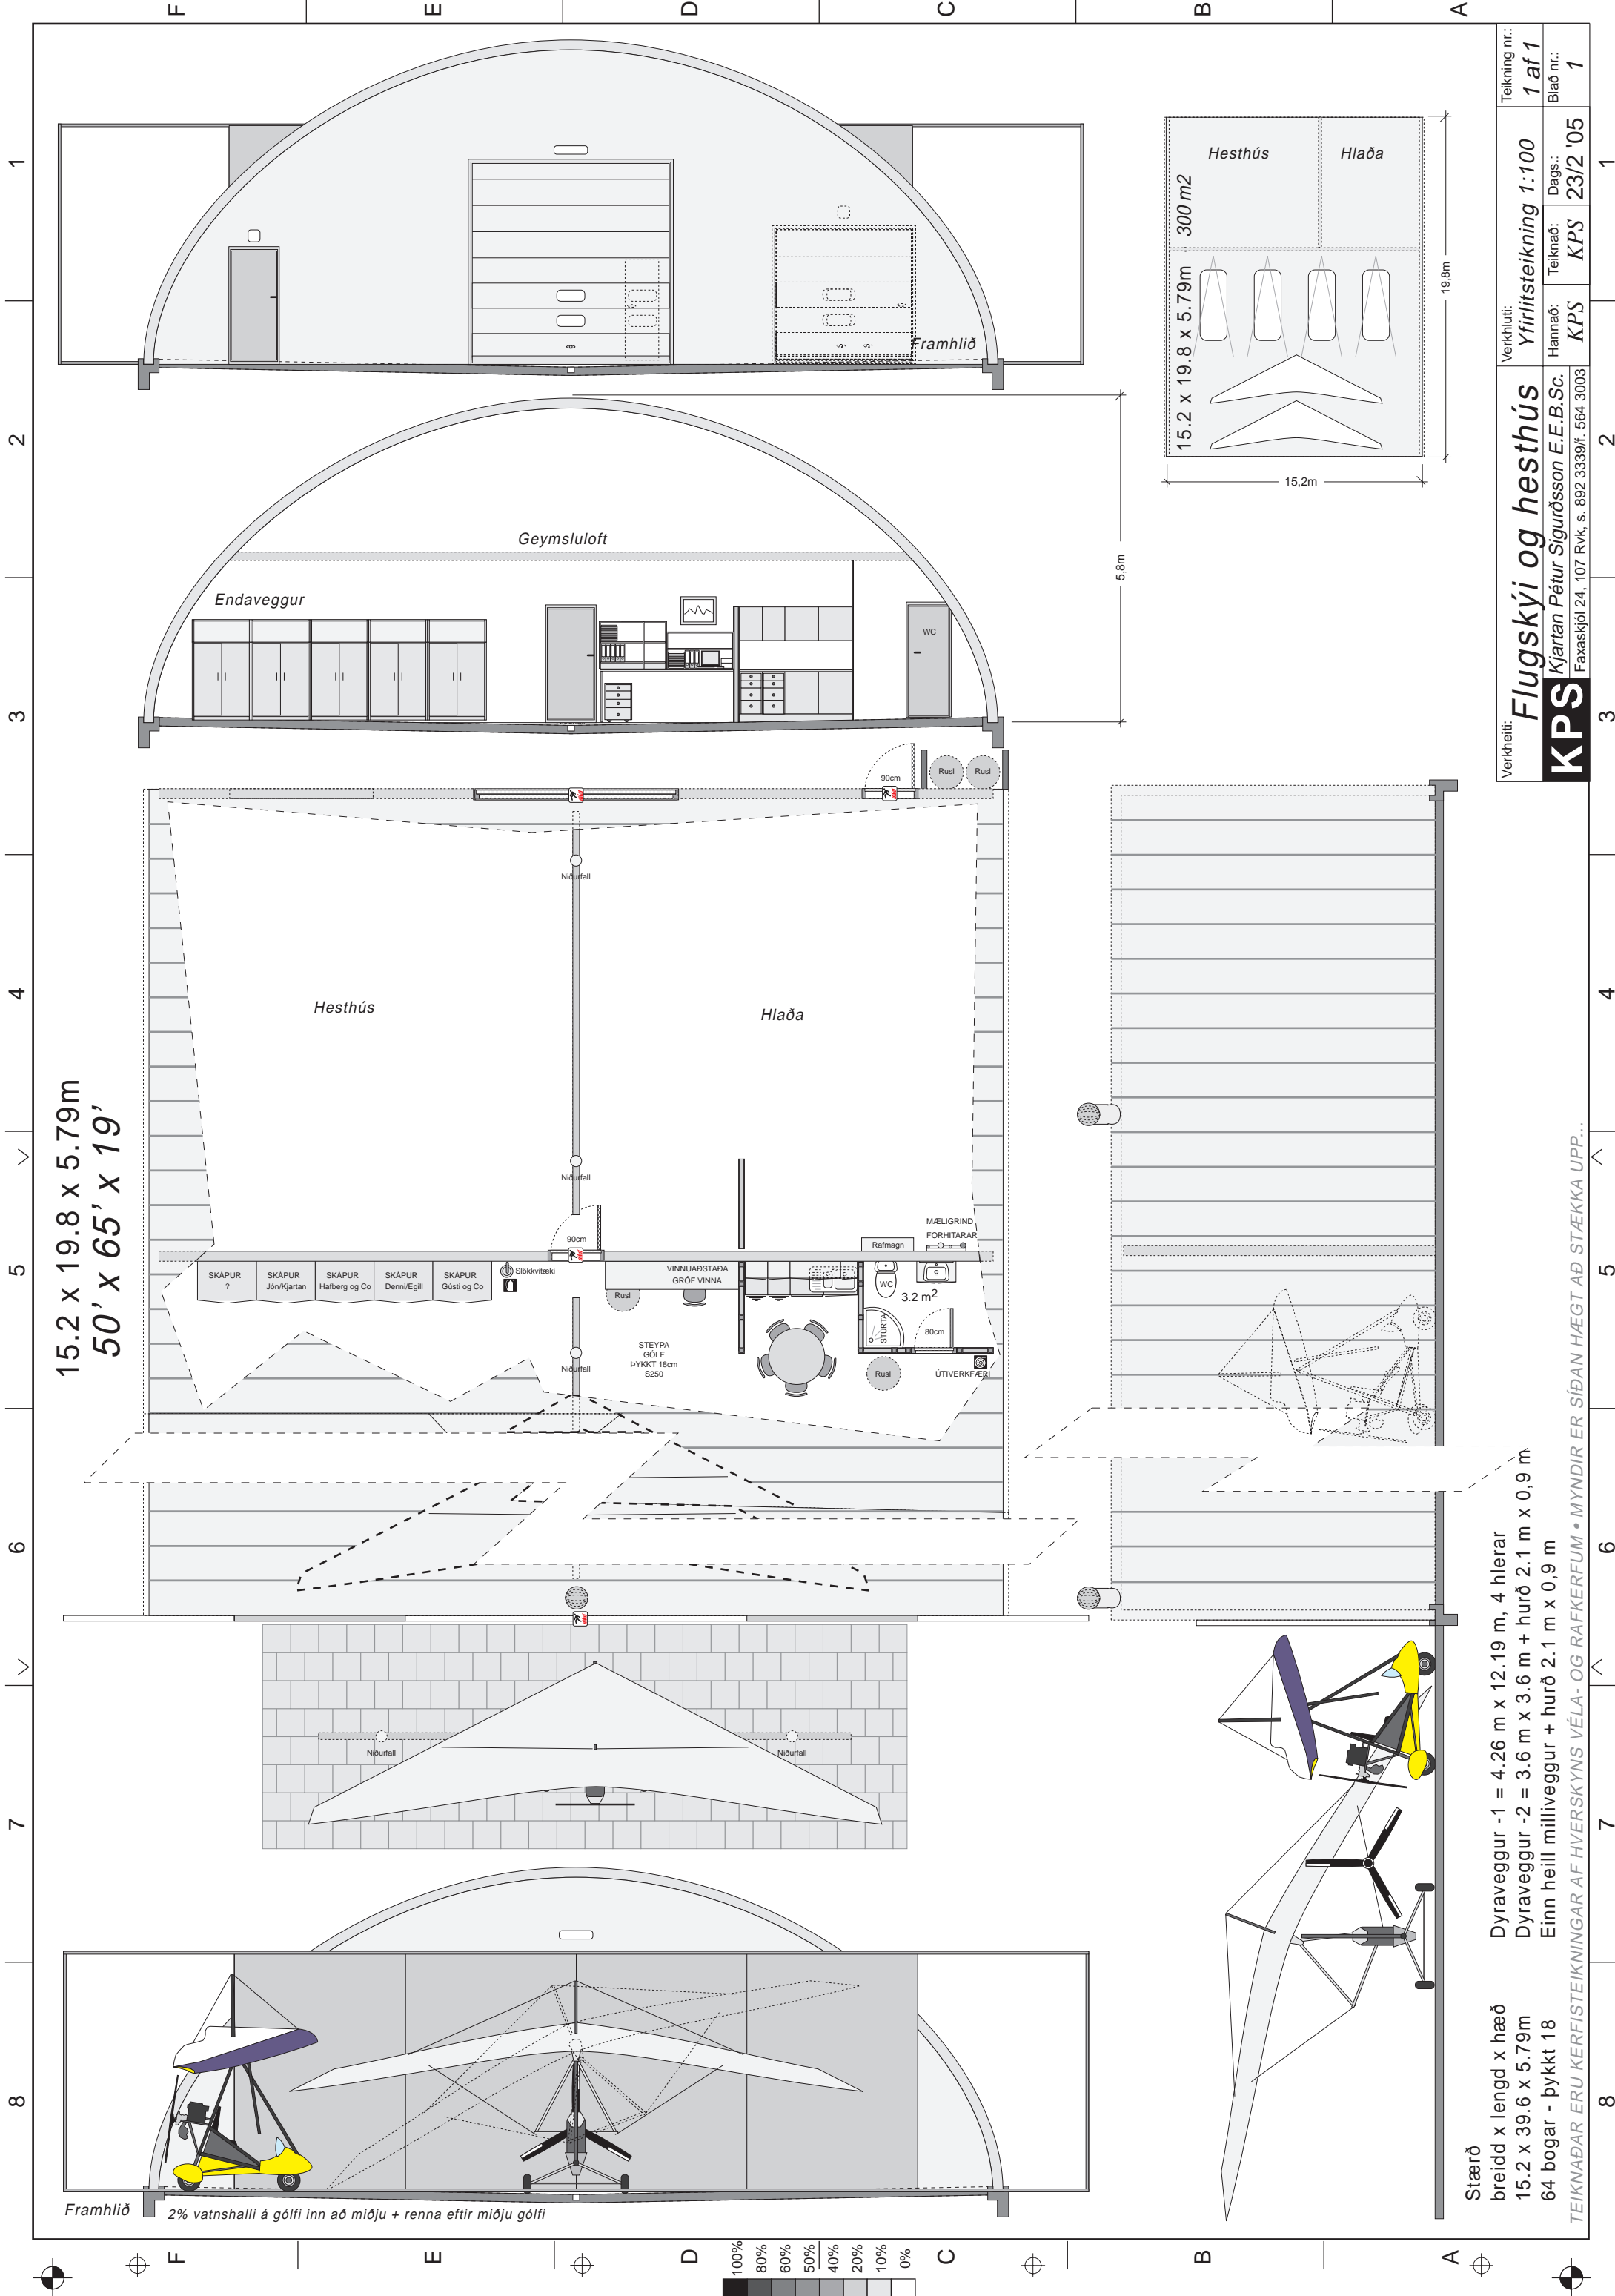 F
E
D
C
B
A
1
2
3
4
5
6
7
8
Framhlið
Geymsluloft
Endaveggur
WC
5,8m
15.2 x 19.8 x 5.79m 300 m2
Hesthús
Hlaða
19,8m
15,2m
Verkheiti:
Flugskýi og hesthús
KPS
Kjartan Pétur Sigurðsson E.E.B.Sc.
Faxaskjól 24, 107 Rvk, s. 892 3339/f. 564 3003
Verkhluti:
Yfirlitsteikning 1:100
Teikning nr.:
1 af 1
Hannað:
KPS
Teiknað:
KPS
Dags.:
23/2 '05
Blað nr.:
1
15.2 x 19.8 x 5.79m
50' x 65' x 19'
90cm
Rusl
Rusl
Niðurfall
Hesthús
Hlaða
Niðurfall
90cm
MÆLIGRIND
FORHITARAR
Rafmagn
SKÁPUR
?
SKÁPUR
Jón/Kjartan
SKÁPUR
Hafberg og Co
SKÁPUR
Denni/Egill
SKÁPUR
Gústi og Co
Slökkvitæki
VINNUAÐSTAÐA
GRÓF VINNA
Rusl
WC
3.2 m2
STURTA
80cm
STEYPA
GÓLF
ÞYKKT 18cm
S250
Niðurfall
Rusl
ÚTIVERKFÆRI
Niðurfall
Niðurfall
Framhlið
2% vatnshalli á gólfi inn að miðju + renna eftir miðju gólfi
Stærð
breidd x lengd x hæð
15.2 x 39.6 x 5.79m
64 bogar - þykkt 18
Dyraveggur -1 = 4.26 m x 12.19 m, 4 hlerar
Dyraveggur -2 = 3.6 m x 3.6 m + hurð 2.1 m x 0,9 m
Einn heill milliveggur + hurð 2.1 m x 0,9 m
TEIKNAÐAR ERU KERFISTEIKNINGAR AF HVERSKYNS VÉLA- OG RAFKERFUM • MYNDIR ER SÍÐAN HÆGT AÐ STÆKKA UPP...
100%
80%
60%
50%
40%
20%
10%
0%
F
E
D
C
B
A
1
2
3
4
5
6
7
8